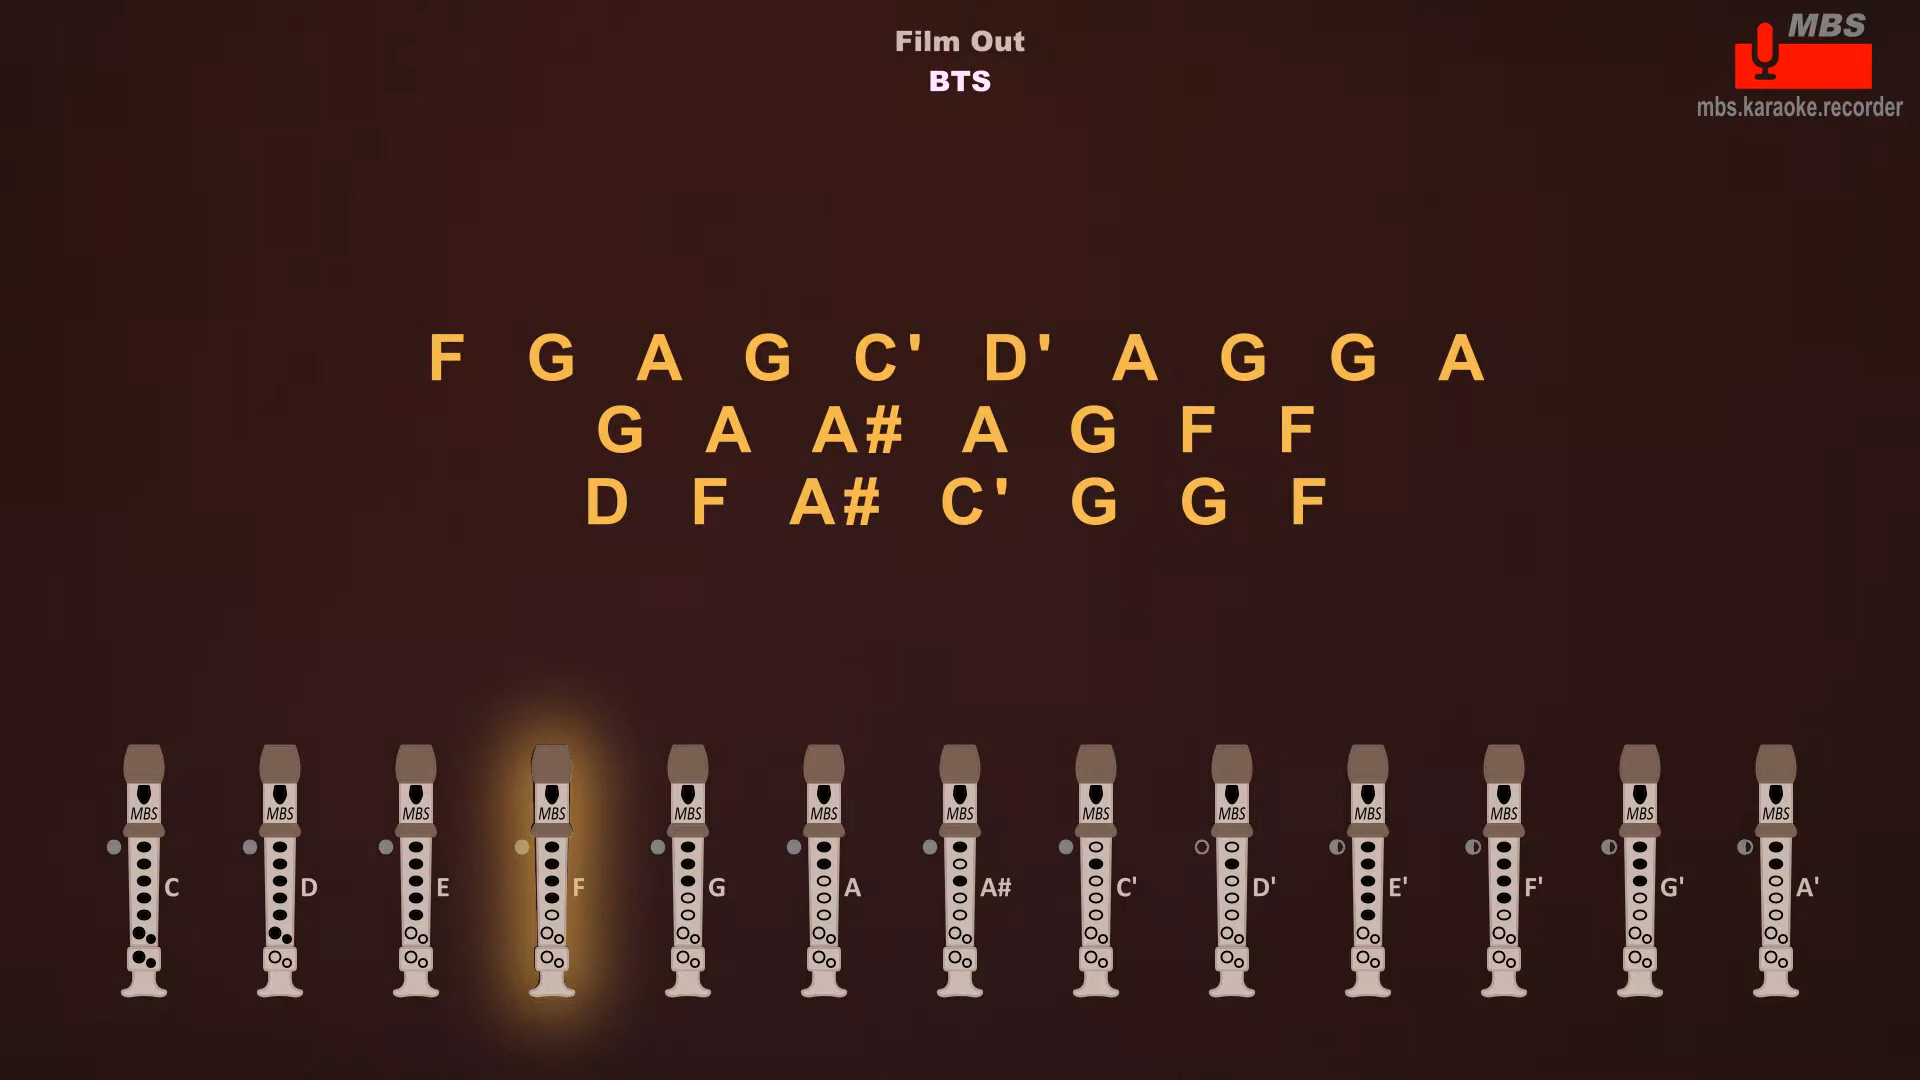 Film Out
BTS
MBS
mbs.karaoke.recorder
F G A G C' D' A G G A
G A A# A G F F
D F A# C' G G F
MBS MBS MBS MBS MBS MBS MBS MBS MBS MBS MBS MBS MBS
C D E F G A A# C' D' E' F' G' A'